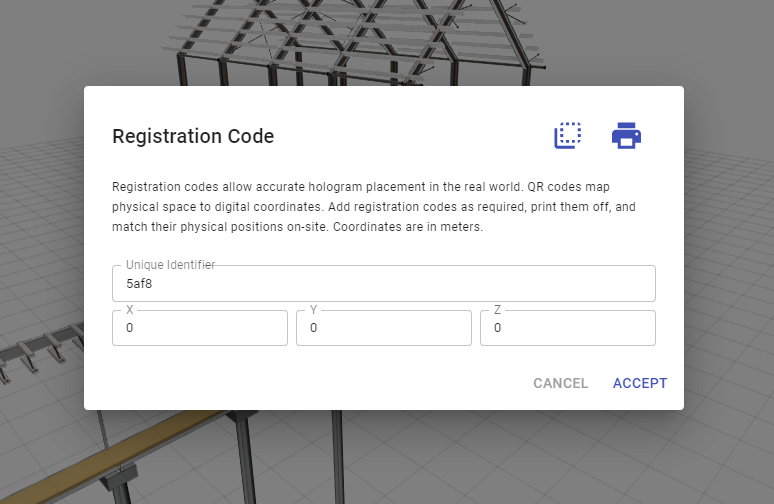 Registration Code
Registration codes allow accurate hologram placement in the real world. QR codes map
physical space to digital coordinates. Add registration codes as required, print them off, and
match their physical positions on-site. Coordinates are in meters.
Unique Identifier
5af8
X
Y
Z
0
0
0
CANCEL
ACCEPT